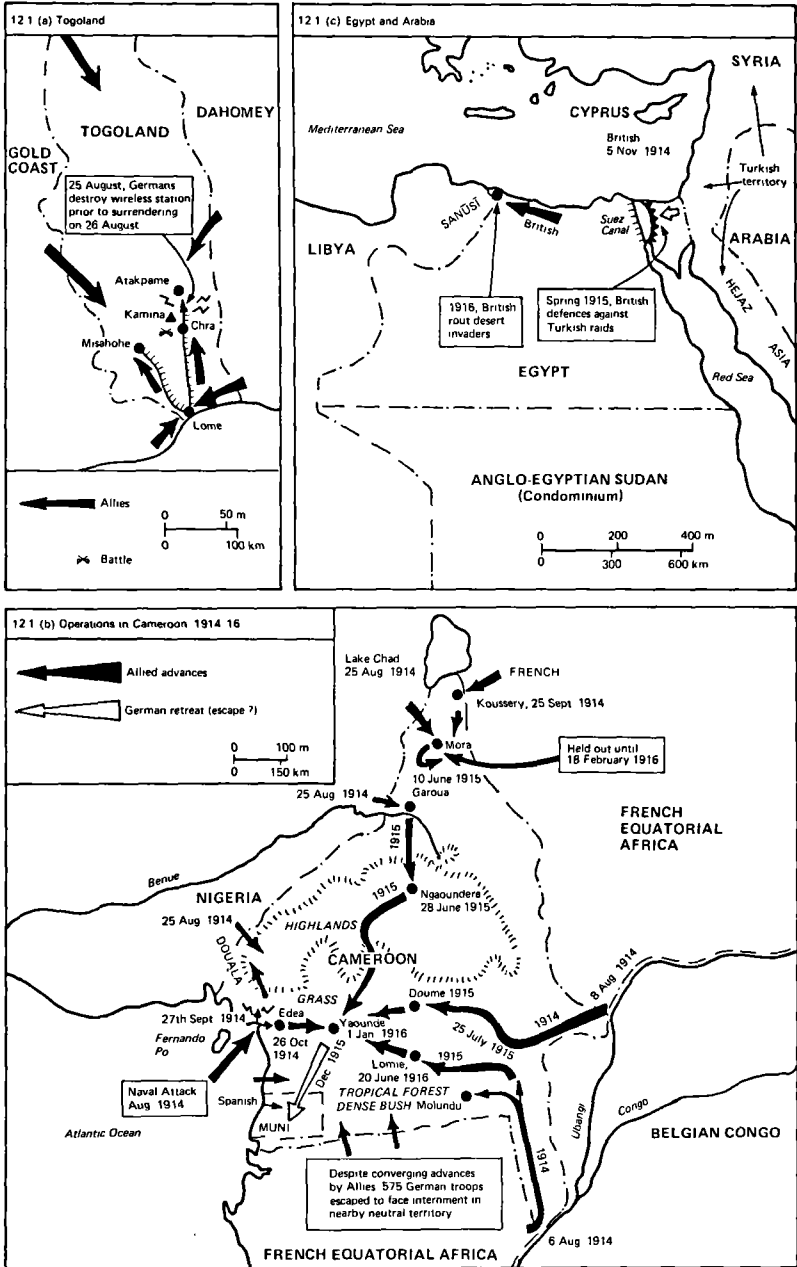 12 1 (a) Togoland
DAHOMEY
TOGOLAND
GOLD
COAST
25 August, Germans
destroy wireless station
prior to surrendering
on 26 August
Atakpame
Kamina
Chra
Misahohe
Lome
Allies
0 50 m
0 100 km
Battle
12 1 (c) Egypt and Arabia
SYRIA
CYPRUS
Mediterranean Sea
British
5 Nov 1914
Turkish
territory
SANŪSĪ
British
Suez
Canal
LIBYA
ARABIA
HEJAZ
ASIA
1916, British
rout desert
invaders
Spring 1915, British
defences against
Turkish raids
EGYPT
Red Sea
ANGLO-EGYPTIAN SUDAN
(Condominium)
0 200 400 m
0 300 600 km
12 1 (b) Operations in Cameroon 1914 16
Allied advances
German retreat (escape ?)
0 100 m
0 150 km
Lake Chad
25 Aug 1914
FRENCH
Koussery, 25 Sept 1914
Mora
Held out until
18 February 1916
10 June 1915
Garoua
25 Aug 1914
FRENCH
EQUATORIAL
AFRICA
1915
Benue
NIGERIA
25 Aug 1914
1915
Ngaoundere
28 June 1915
HIGHLANDS
DOUALA
CAMEROON
GRASS
Doume 1915
1914
8 Aug 1914
25 July 1915
27th Sept 1914
Edea
26 Oct
1914
Yaounde
1 Jan 1916
Fernando
Po
Dec 1915
1915
Lomie,
20 June 1916
TROPICAL FOREST
DENSE BUSH
Molundu
Naval Attack
Aug 1914
Spanish
MUNI
Atlantic Ocean
1914
Ubangi
Congo
BELGIAN CONGO
Despite converging advances
by Allies 575 German troops
escaped to face internment in
nearby neutral territory
6 Aug 1914
FRENCH EQUATORIAL AFRICA